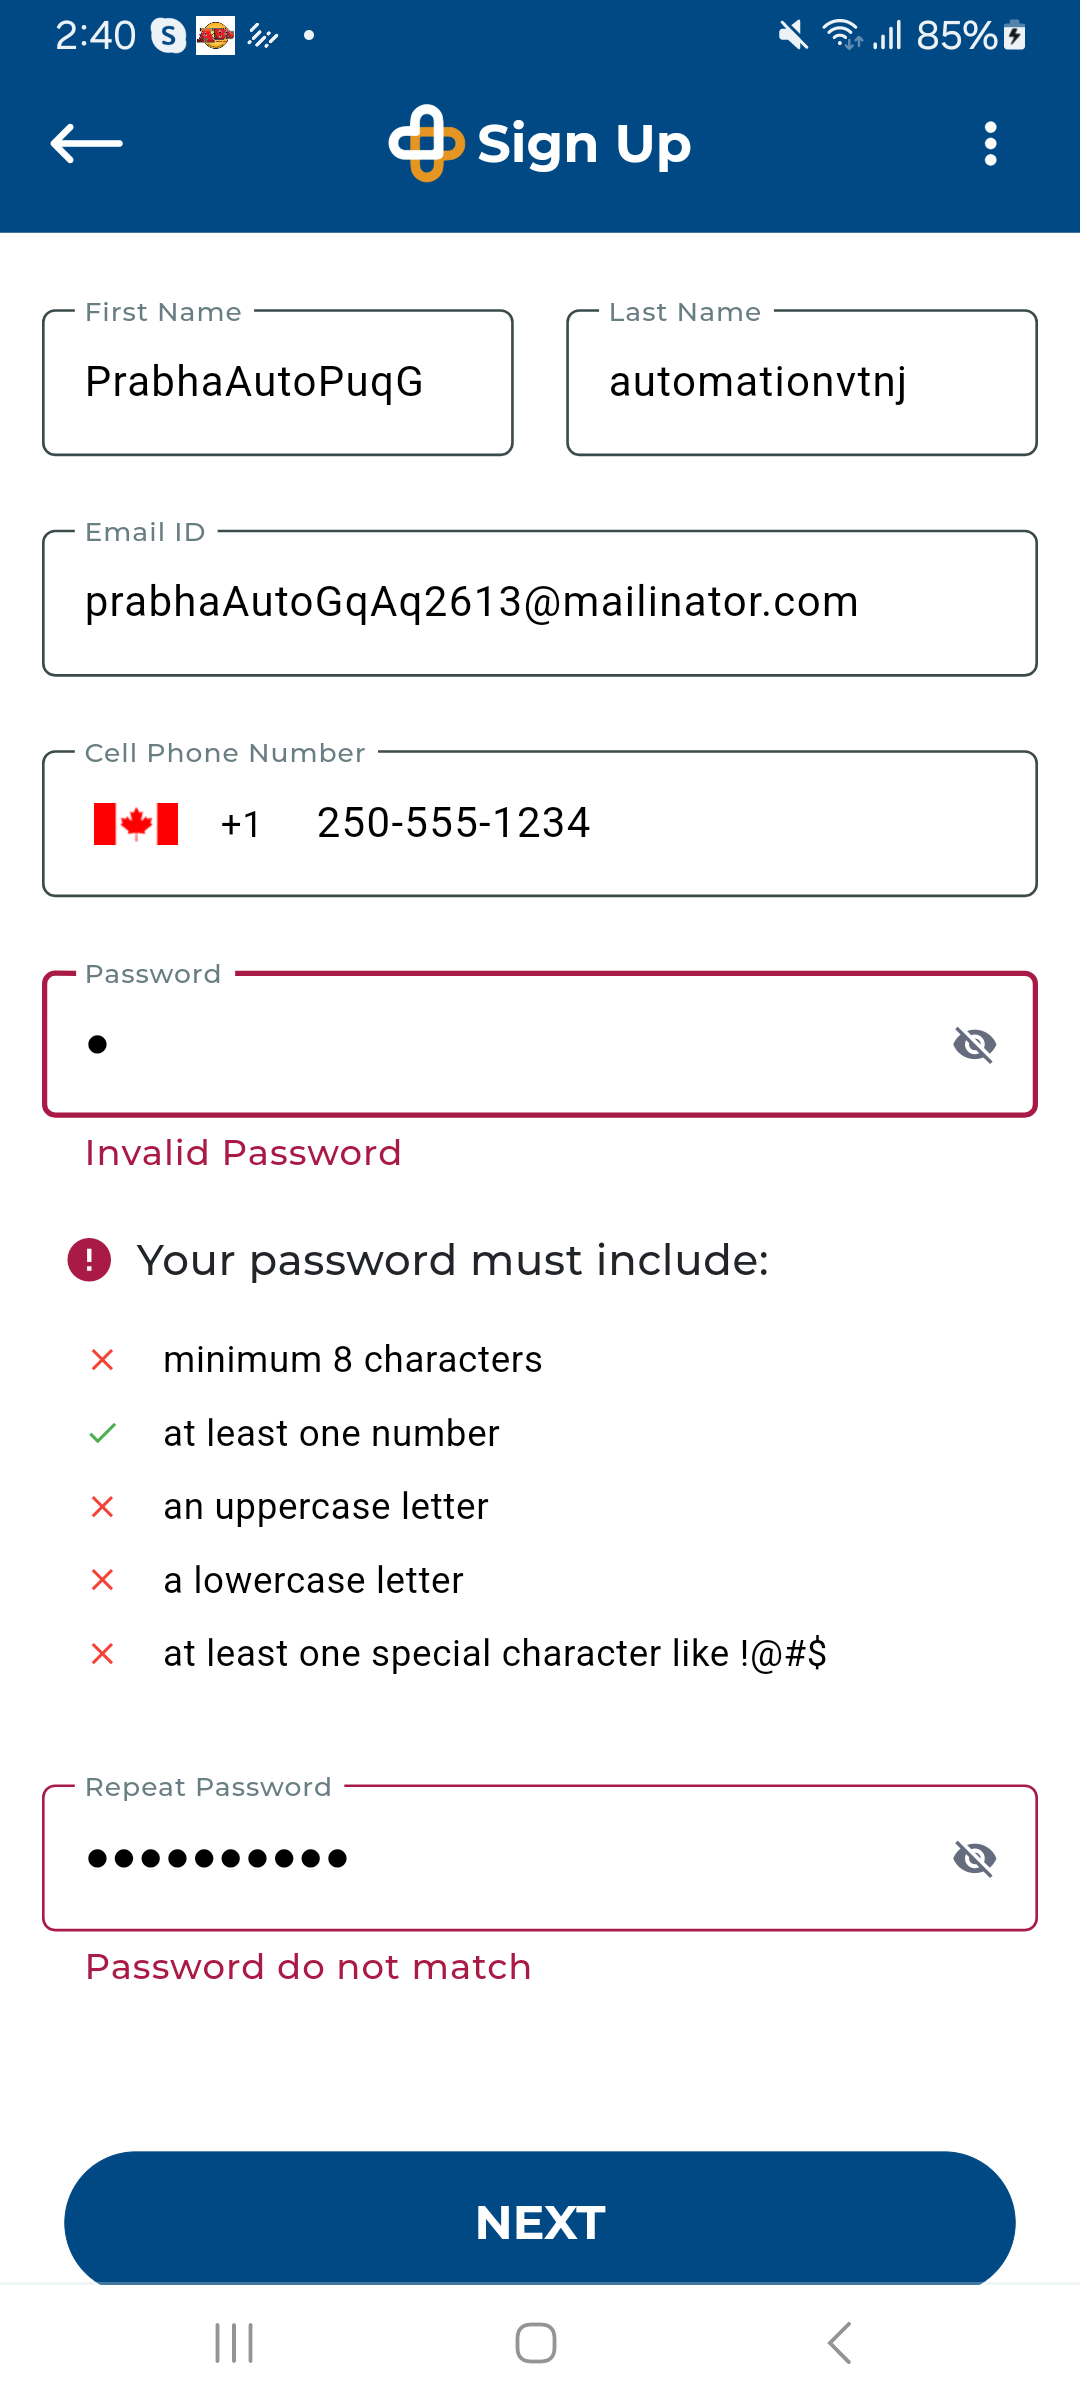 2:40 S 85%
Sign Up
First Name Last Name
PrabhaAutoPuqG automationvtnj
Email ID
prabhaAutoGqAq2613@mailinator.com
Cell Phone Number
+1 250-555-1234
Password
Invalid Password
! Your password must include:
minimum 8 characters
at least one number
an uppercase letter
a lowercase letter
at least one special character like !@#$
Repeat Password
Password do not match
NEXT